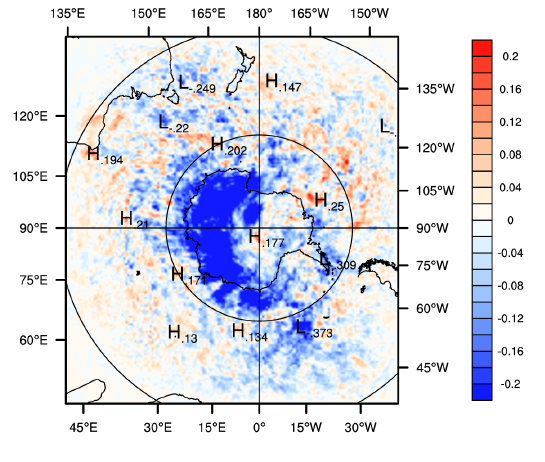 135°E 150°E 165°E 180° 165°W 150°W
0.2
0.16
0.12
0.08
0.04
0
-0.04
-0.08
-0.12
-0.16
-0.2
L-.249
H.147
135°W
120°E
L-.22
L-.
120°W
H.202
H.194
105°E
H.25
105°W
H.21
90°E
90°W
H.177
L
.309
75°W
75°E
H.171
60°W
60°E
H.13
H.134
L-.373
45°W
45°E 30°E 15°E 0° 15°W 30°W